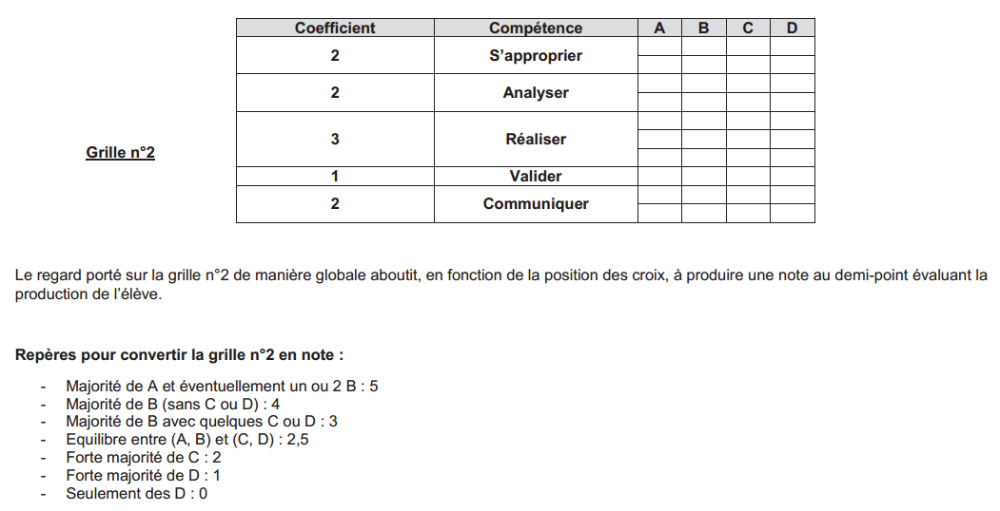 Coefficient Compétence A B C D
2 S’approprier
2 Analyser
3 Réaliser
Grille n°2
1 Valider
2 Communiquer
Le regard porté sur la grille n°2 de manière globale aboutit, en fonction de la position des croix, à produire une note au demi-point évaluant la
production de l’élève.
Repères pour convertir la grille n°2 en note :
- Majorité de A et éventuellement un ou 2 B : 5
- Majorité de B (sans C ou D) : 4
- Majorité de B avec quelques C ou D : 3
- Equilibre entre (A, B) et (C, D) : 2,5
- Forte majorité de C : 2
- Forte majorité de D : 1
- Seulement des D : 0